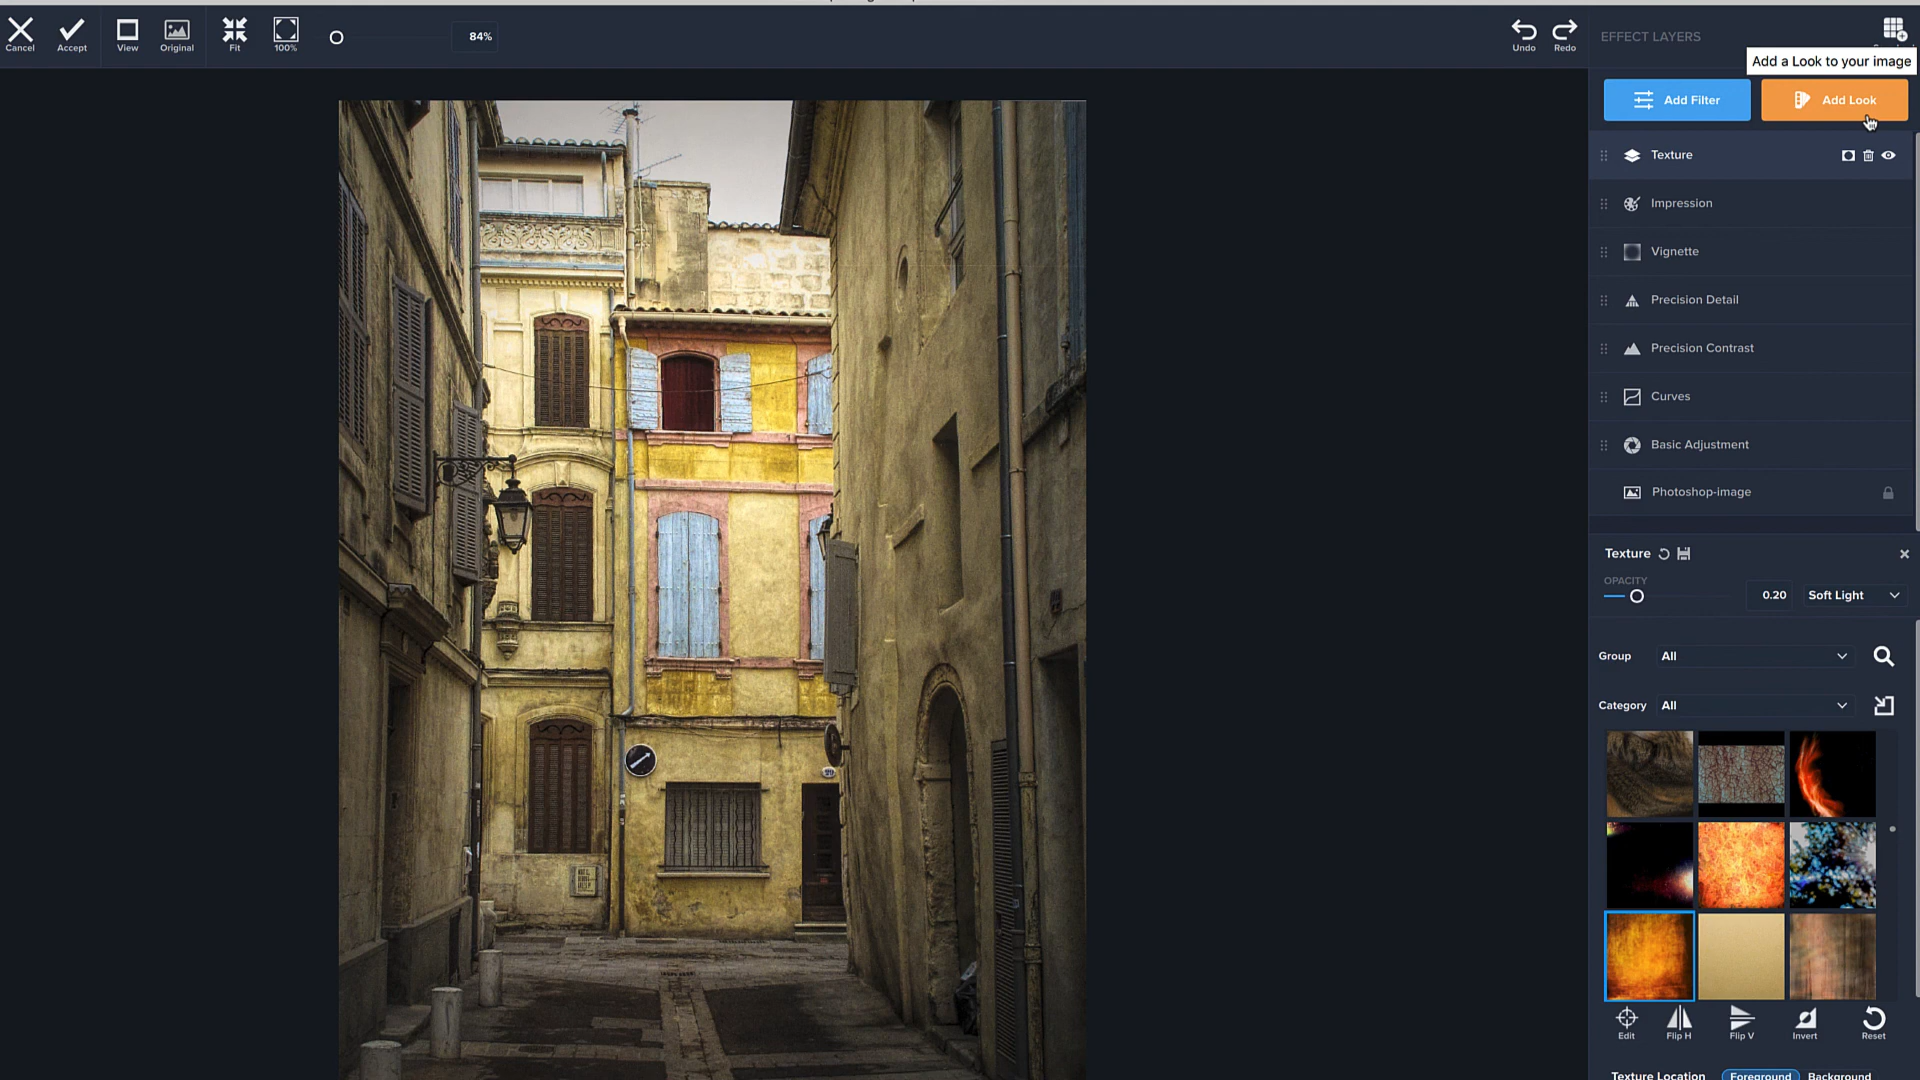 Cancel
Accept
View
Original
Fit
100%
84%
Undo
Redo
EFFECT LAYERS
Add a Look to your image
Add Filter
Add Look
Texture
Impression
Vignette
Precision Detail
Precision Contrast
Curves
Basic Adjustment
Photoshop-image
Texture
OPACITY
0.20
Soft Light
Group
All
Category
All
Edit
Flip H
Flip V
Invert
Reset
Texture Location
Foreground
Background